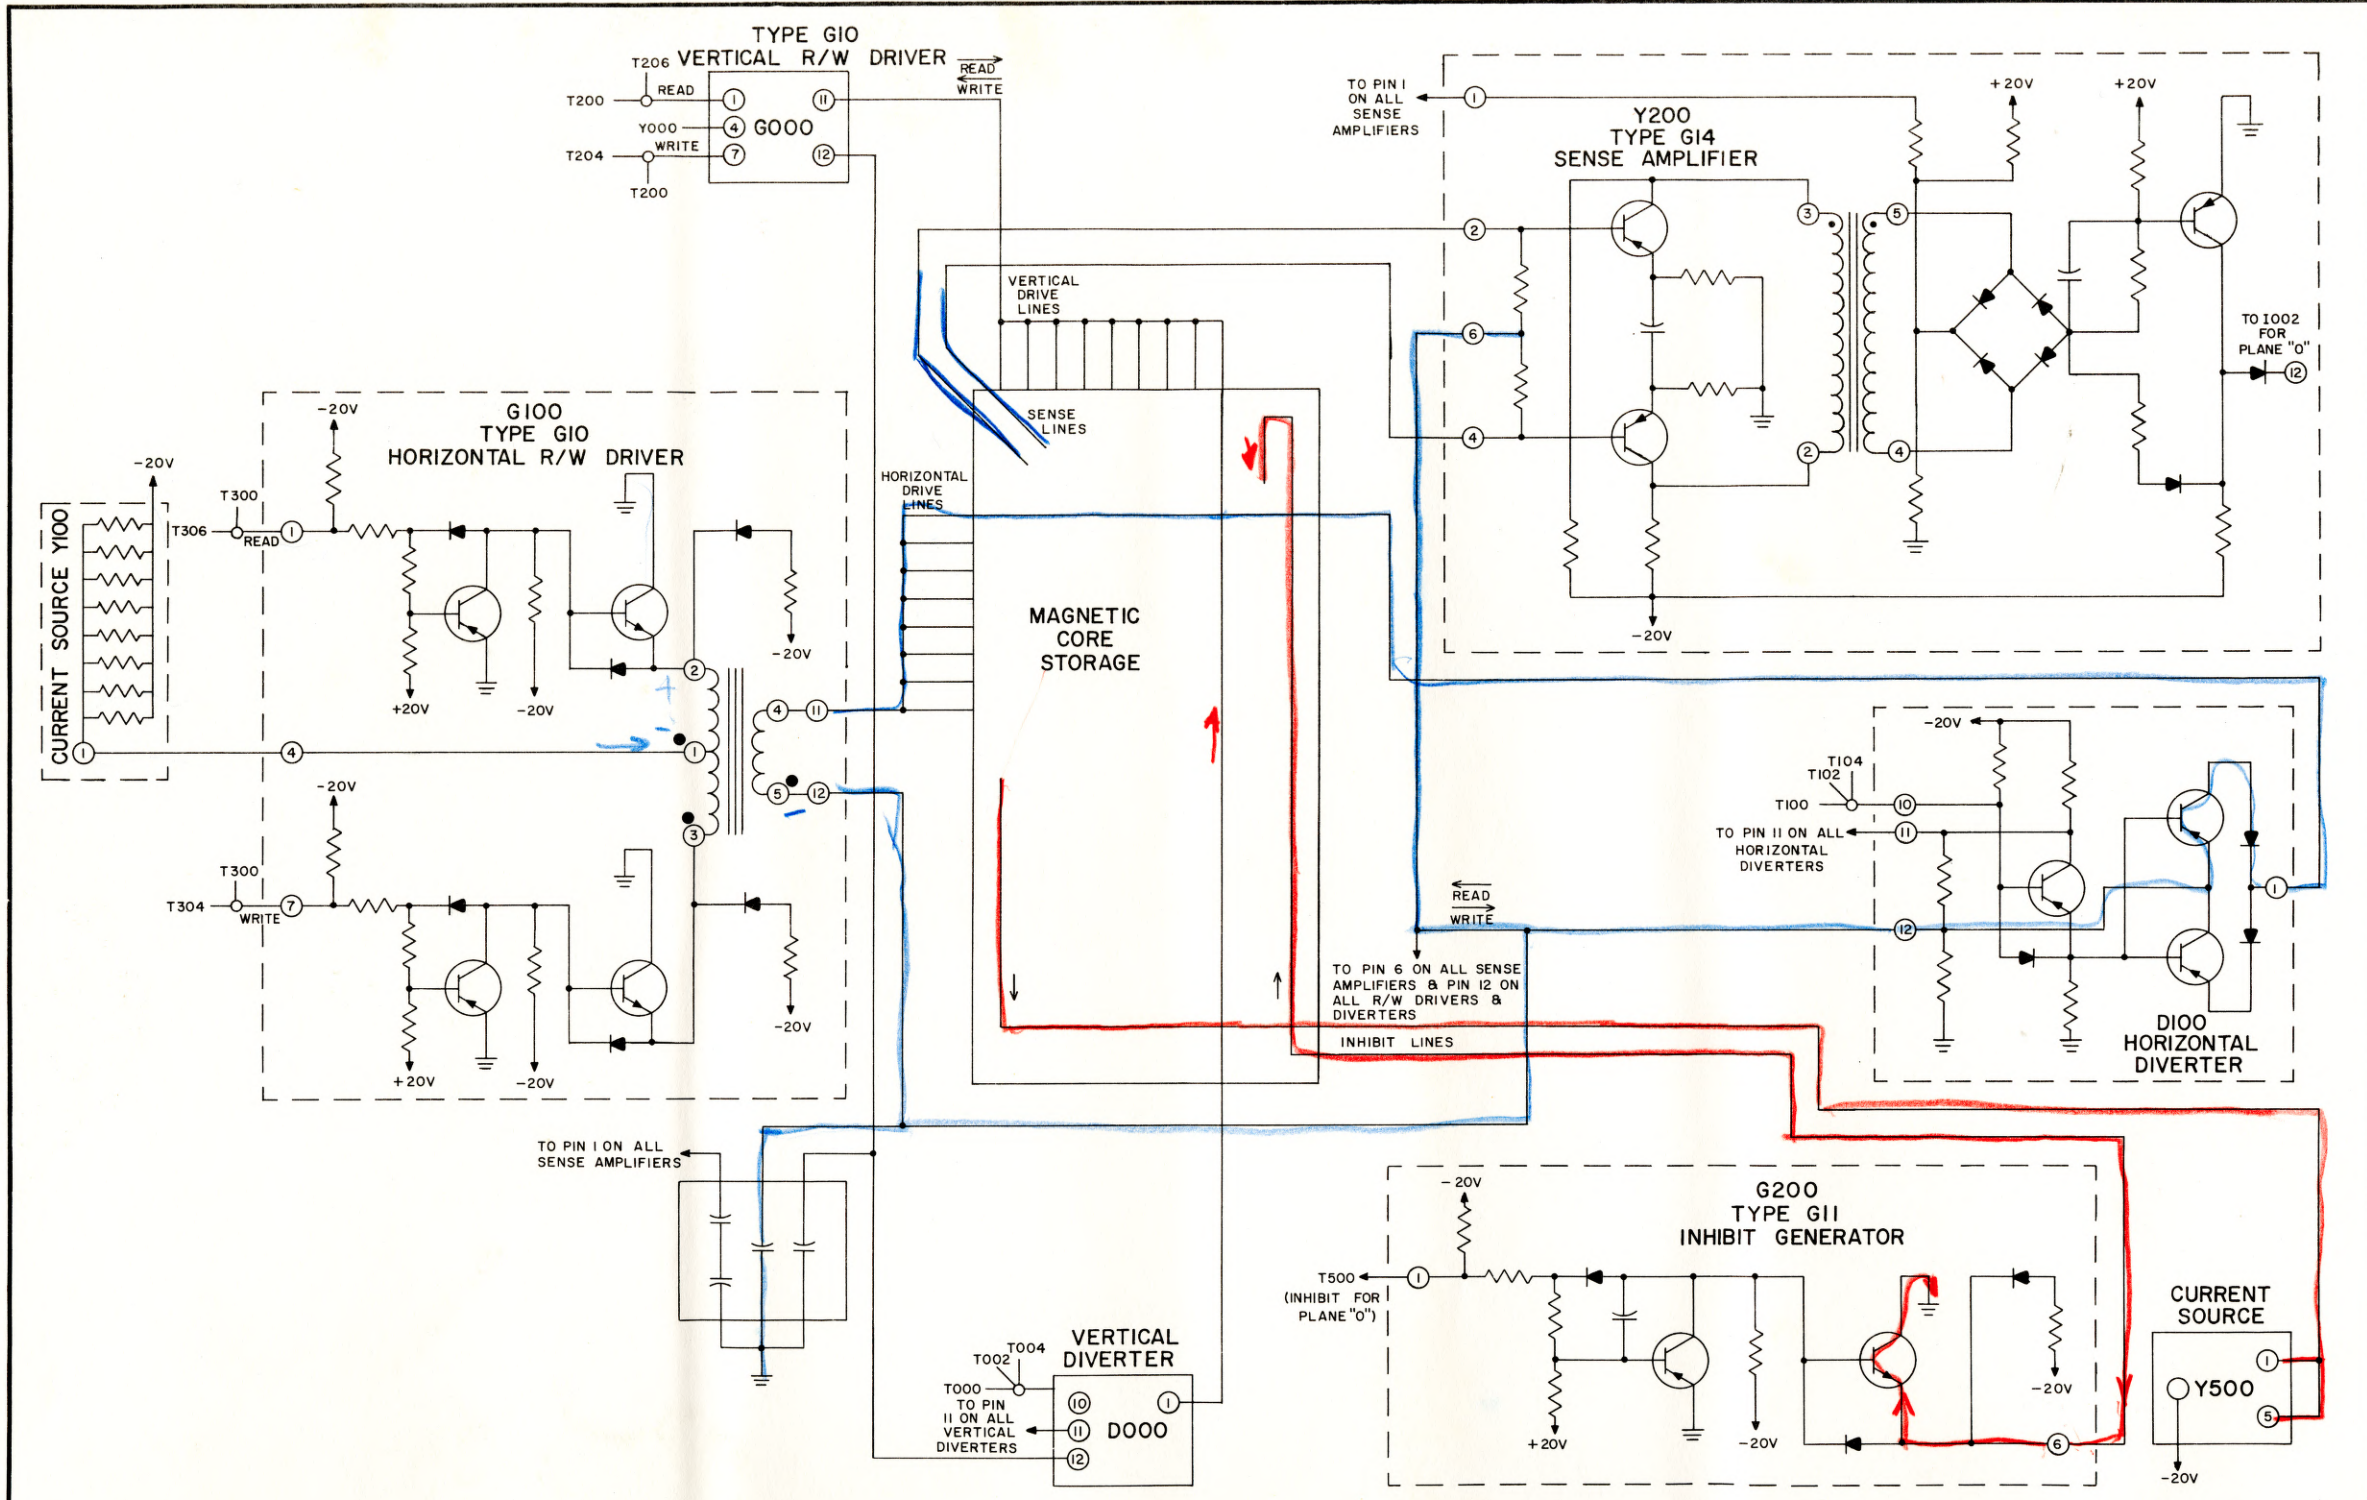 TYPE G10
VERTICAL R/W DRIVER
T206
READ
T200
1
11
READ
WRITE
Y000
4
G000
WRITE
T204
7
12
T200
TO PIN 1
ON ALL
SENSE
AMPLIFIERS
1
Y200
TYPE G14
SENSE AMPLIFIER
+20V
+20V
2
3
5
6
4
2
4
TO 1002
FOR
PLANE "0"
12
-20V
VERTICAL
DRIVE
LINES
SENSE
LINES
HORIZONTAL
DRIVE
LINES
MAGNETIC
CORE
STORAGE
G100
TYPE G10
HORIZONTAL R/W DRIVER
-20V
-20V
CURRENT SOURCE Y100
1
T300
T306
READ
1
+20V
-20V
-20V
2
+
-
4
1
4
11
5
12
-
3
-20V
T300
T304
WRITE
7
+20V
-20V
-20V
-20V
T104
T102
T100
10
TO PIN 11 ON ALL
HORIZONTAL
DIVERTERS
11
1
READ
WRITE
12
D100
HORIZONTAL
DIVERTER
TO PIN 6 ON ALL SENSE
AMPLIFIERS & PIN 12 ON
ALL R/W DRIVERS &
DIVERTERS
INHIBIT LINES
TO PIN 1 ON ALL
SENSE AMPLIFIERS
VERTICAL
DIVERTER
T004
T002
T000
10
1
TO PIN
11 ON ALL
VERTICAL
DIVERTERS
11
D000
12
G200
TYPE G11
INHIBIT GENERATOR
-20V
T500
1
(INHIBIT FOR
PLANE "0")
+20V
-20V
-20V
6
CURRENT
SOURCE
1
Y500
5
-20V